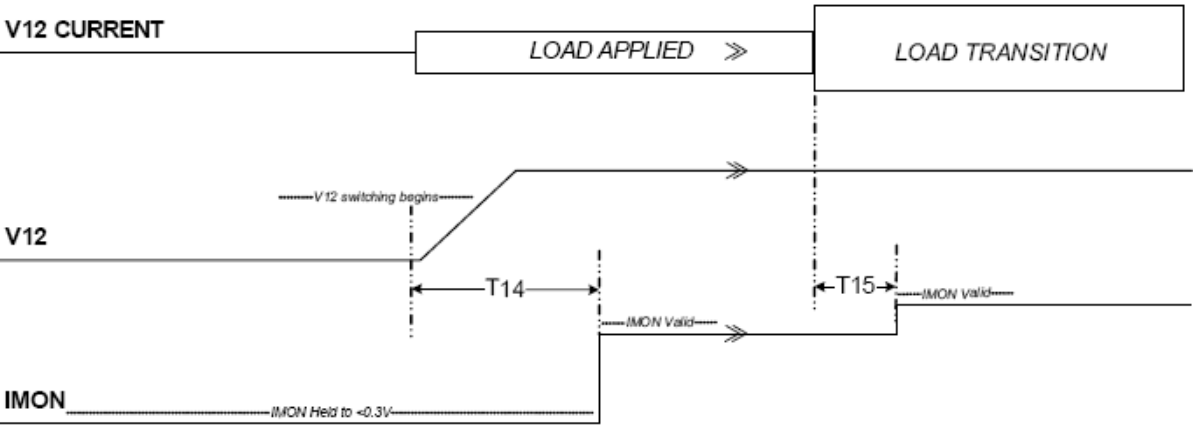 V12 CURRENT
LOAD APPLIED
LOAD TRANSITION
V12 switching begins
V12
T14
T15
IMON Valid
IMON Valid
IMON
IMON Held to <0.3V